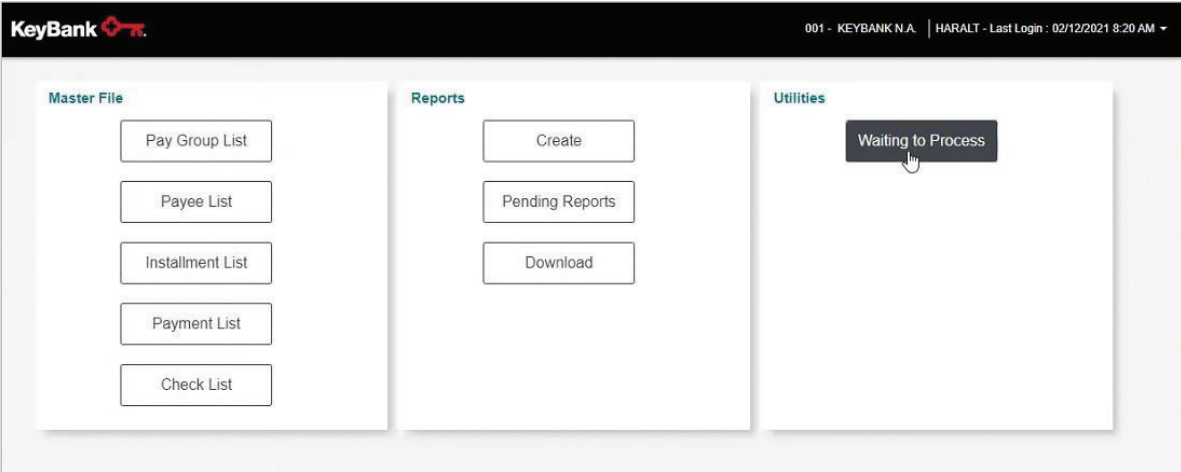 KeyBank
001 - KEYBANK N.A. | HARALT - Last Login : 02/12/2021 8:20 AM
Master File
Pay Group List
Payee List
Installment List
Payment List
Check List
Reports
Create
Pending Reports
Download
Utilities
Waiting to Process